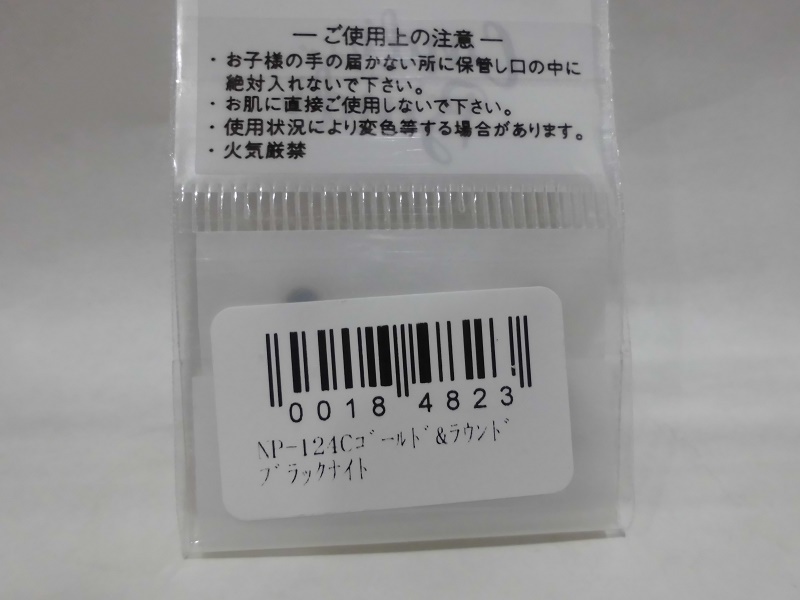 ―ご使用上の注意―
・お子様の手の届かない所に保管し口の中に
絶対入れないで下さい。
・お肌に直接ご使用しないで下さい。
・使用状況により変色等する場合があります。
・火気厳禁
0018 4823
NP-124Cゴールド&ラウンド
ブラックナイト